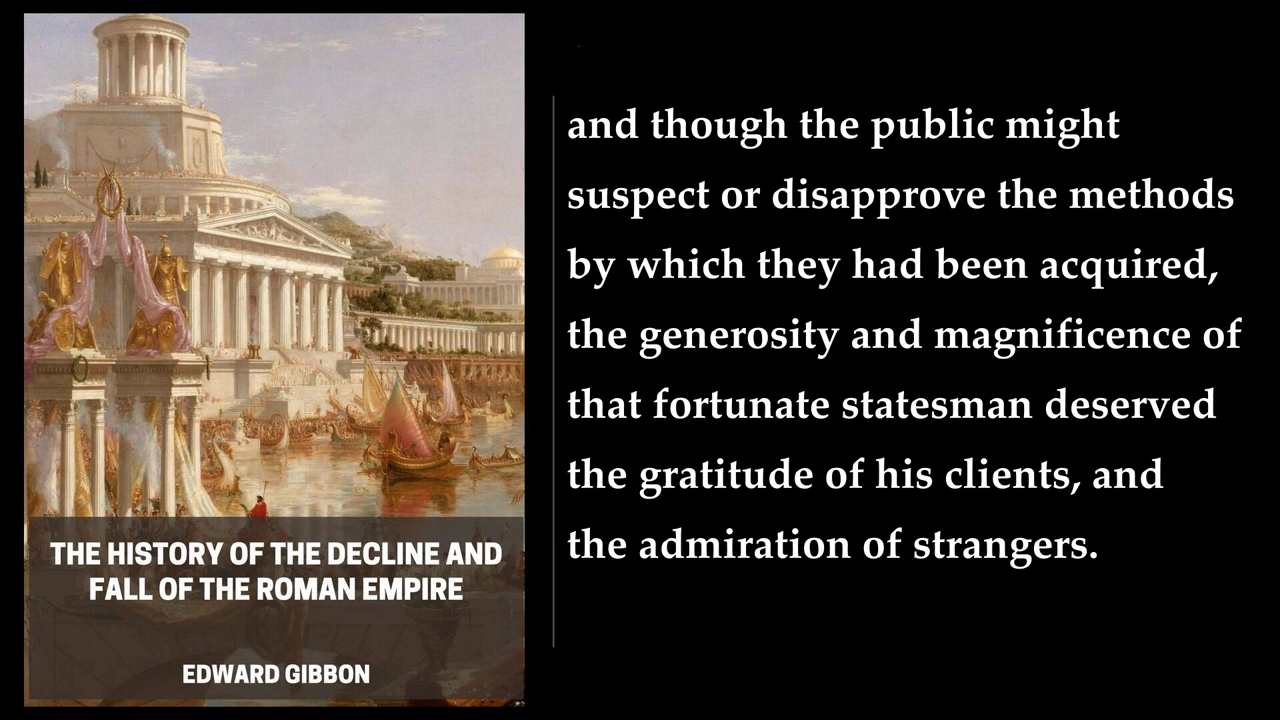 THE HISTORY OF THE DECLINE AND
FALL OF THE ROMAN EMPIRE
EDWARD GIBBON
and though the public might
suspect or disapprove the methods
by which they had been acquired,
the generosity and magnificence of
that fortunate statesman deserved
the gratitude of his clients, and
the admiration of strangers.